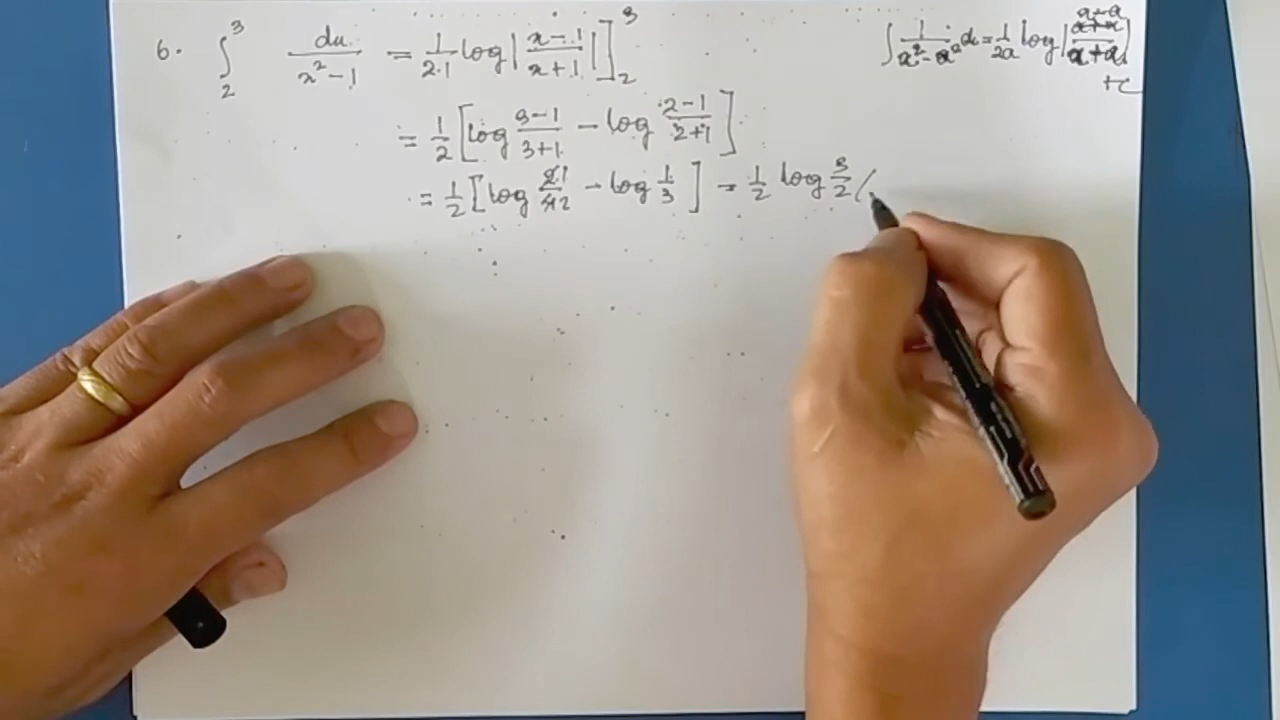 6. ∫₂³ dx/(x²-1) = 1/2·1 log|(x-1)/(x+1)|]₂³
∫ 1/(x²-a²) dx = 1/2a log|(x-a)/(x+a)| +c
= 1/2 [log (3-1)/(3+1) - log (2-1)/(2+1)]
= 1/2 [log 1/2 - log 1/3] = 1/2 log 3/2